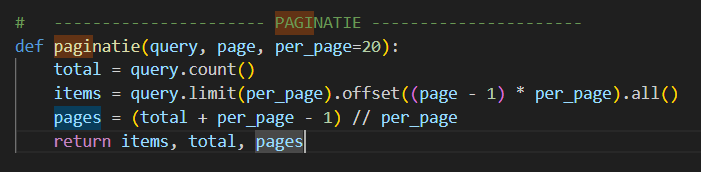 # ---------------------- PAGINATIE ----------------------
def paginatie(query, page, per_page=20):
    total = query.count()
    items = query.limit(per_page).offset((page - 1) * per_page).all()
    pages = (total + per_page - 1) // per_page
    return items, total, pages